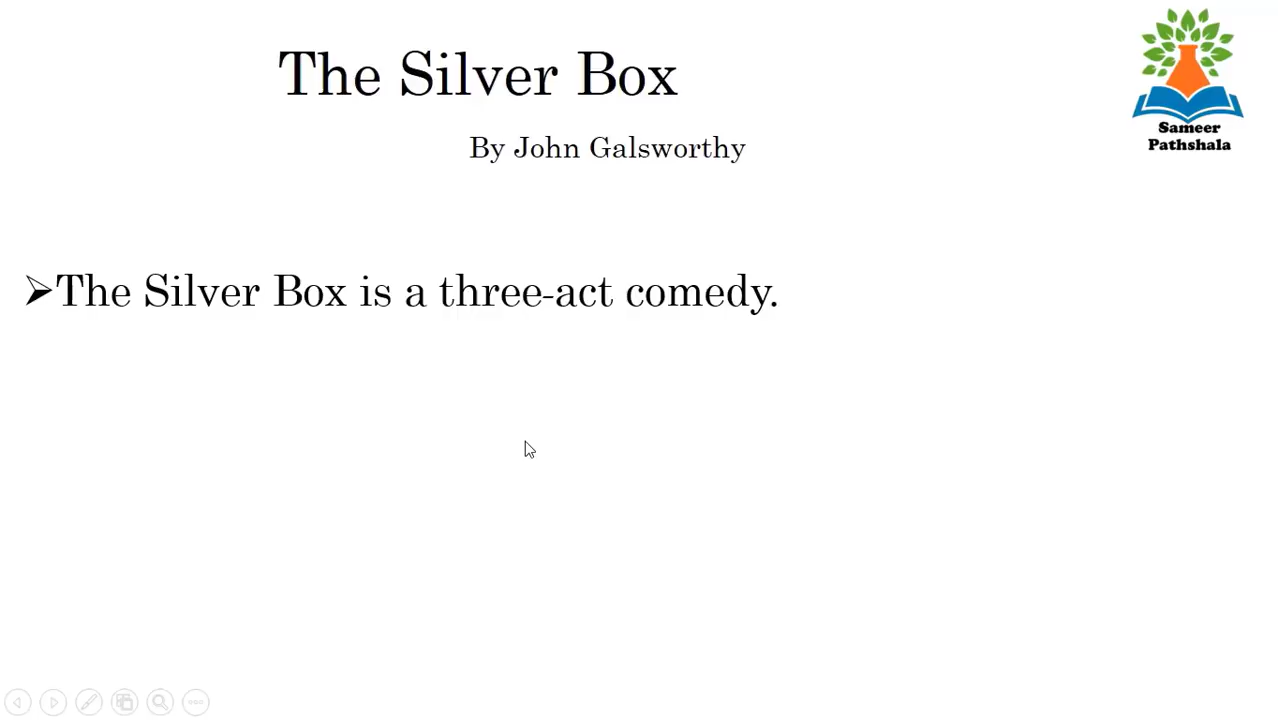 The Silver Box
By John Galsworthy
Sameer
Pathshala
➢The Silver Box is a three-act comedy.